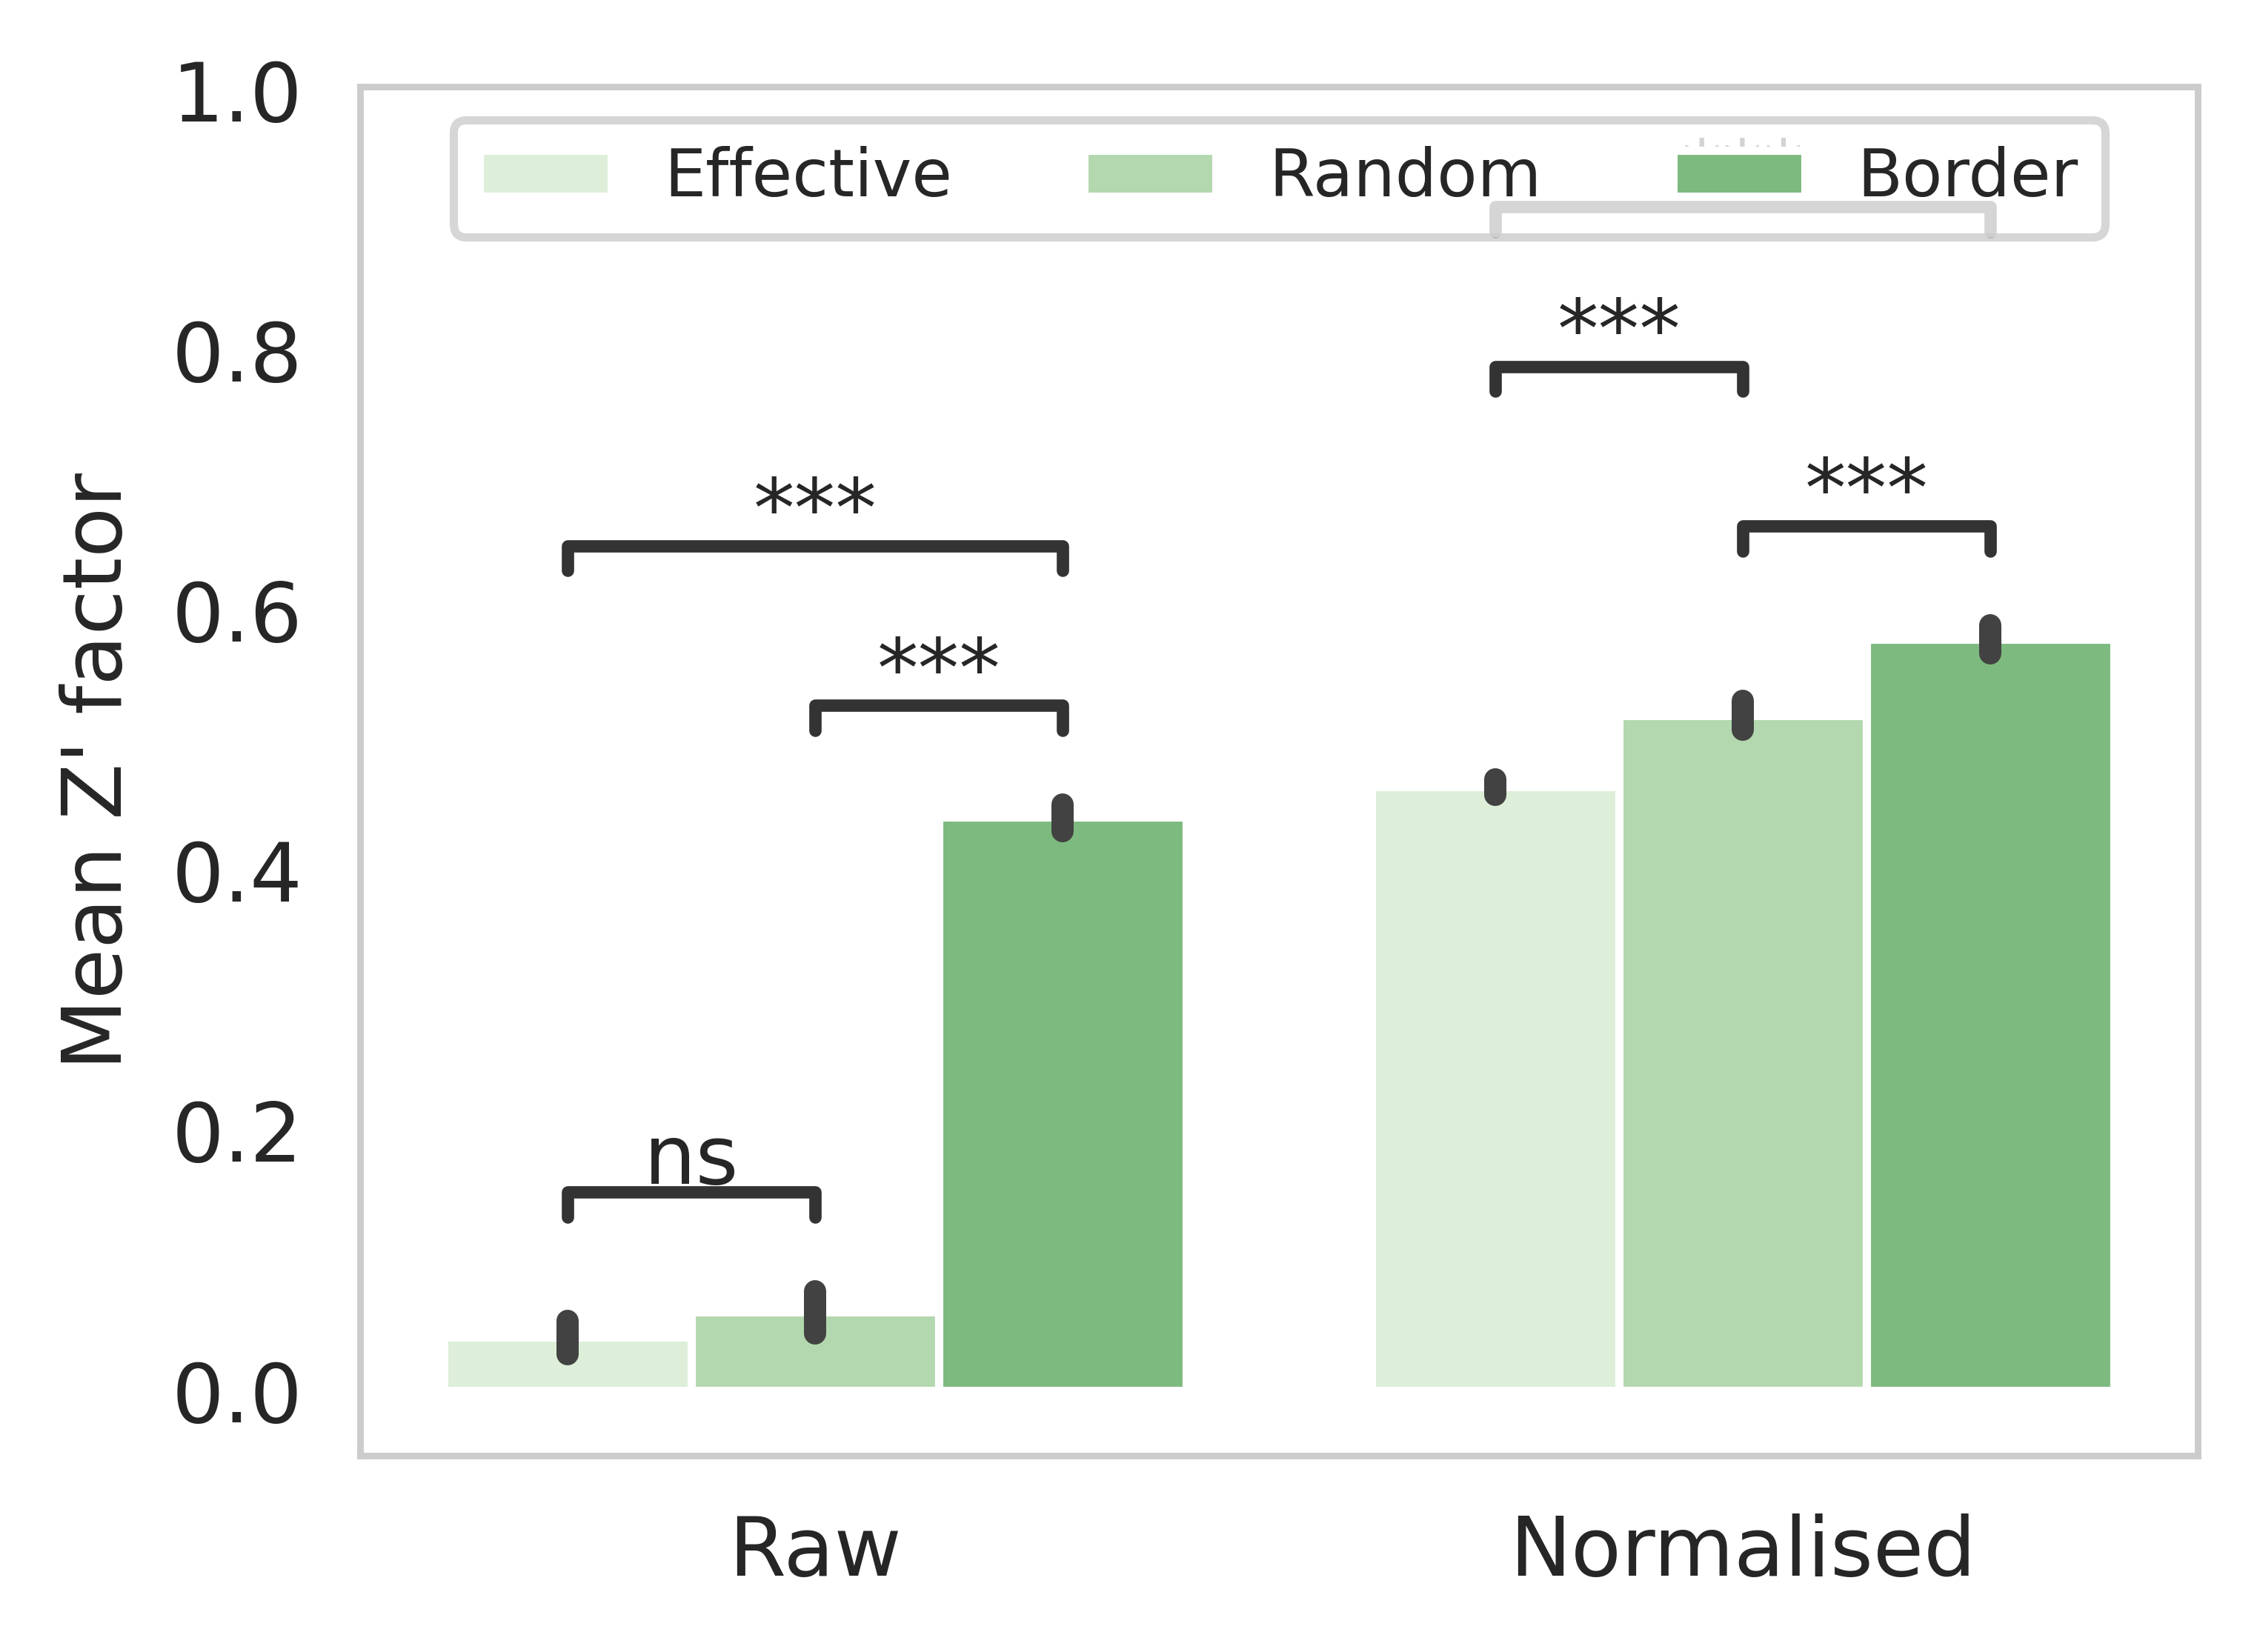 1.0
0.8
0.6
0.4
0.2
0.0
Mean Z' factor
Effective Random Border
***
***
***
***
ns
Raw Normalised